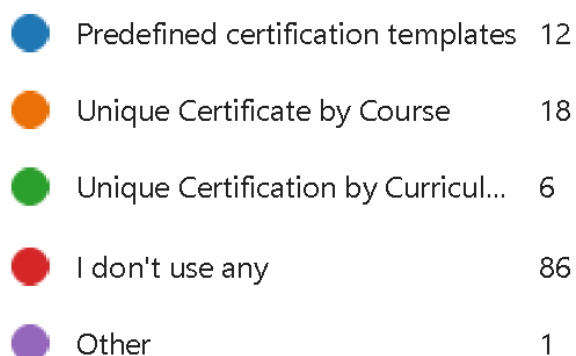 Predefined certification templates 12
Unique Certificate by Course 18
Unique Certification by Curricul... 6
I don't use any 86
Other 1